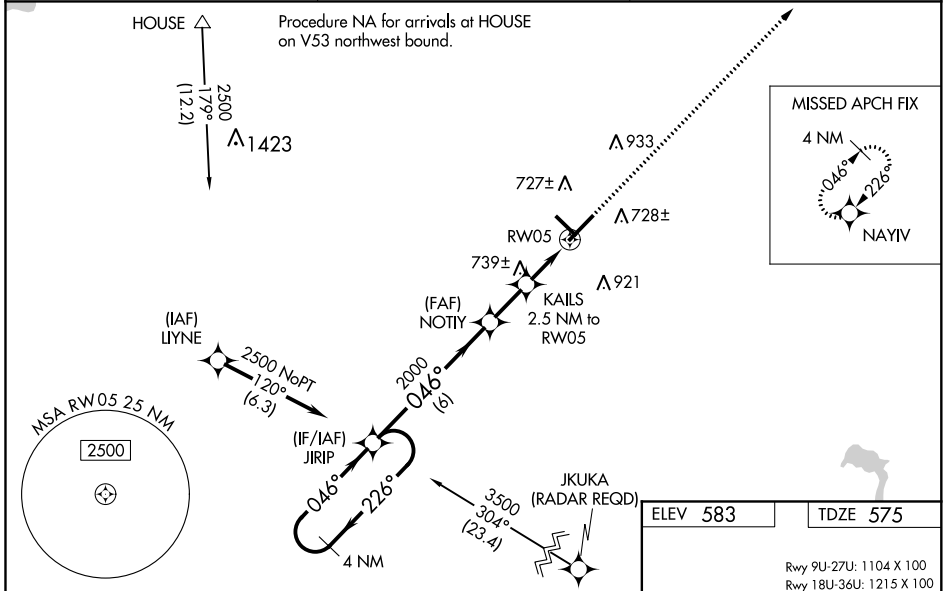 HOUSE
Procedure NA for arrivals at HOUSE
on V53 northwest bound.
2500
179°
(12.2)
1423
MISSED APCH FIX
4 NM
046°
226°
NAYIV
933
727±
728±
RW05
739±
921
KAILS
2.5 NM to
RW05
(FAF)
NOTIY
(IAF)
LIYNE
2500 NoPT
120°
(6.3)
2000
046°
(6)
MSA RW05 25 NM
2500
(IF/IAF)
JIRIP
046°
226°
4 NM
JKUKA
(RADAR REQD)
3500
304°
(23.4)
ELEV 583
TDZE 575
Rwy 9U-27U: 1104 X 100
Rwy 18U-36U: 1215 X 100